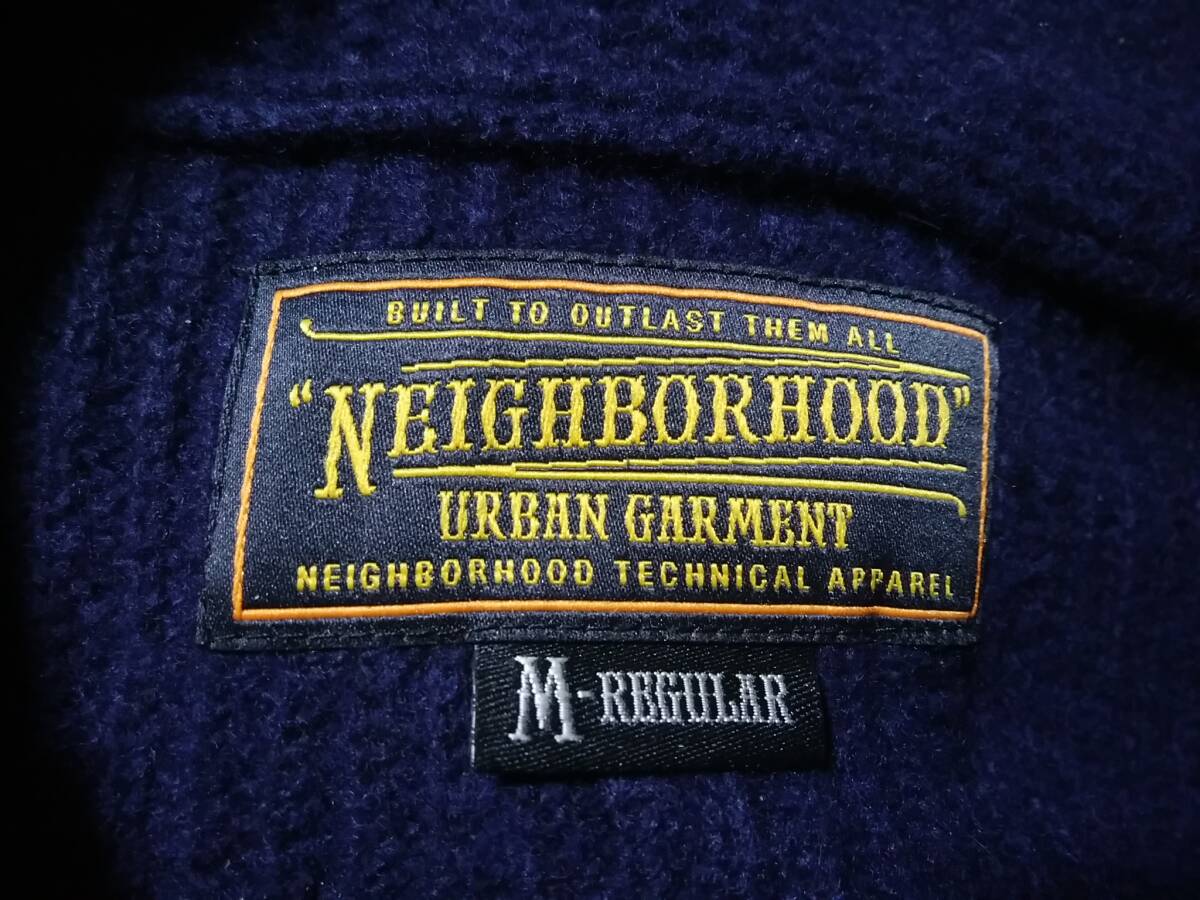 BUILT TO OUTLAST THEM ALL
"NEIGHBORHOOD"
URBAN GARMENT
NEIGHBORHOOD TECHNICAL APPAREL
M-REGULAR